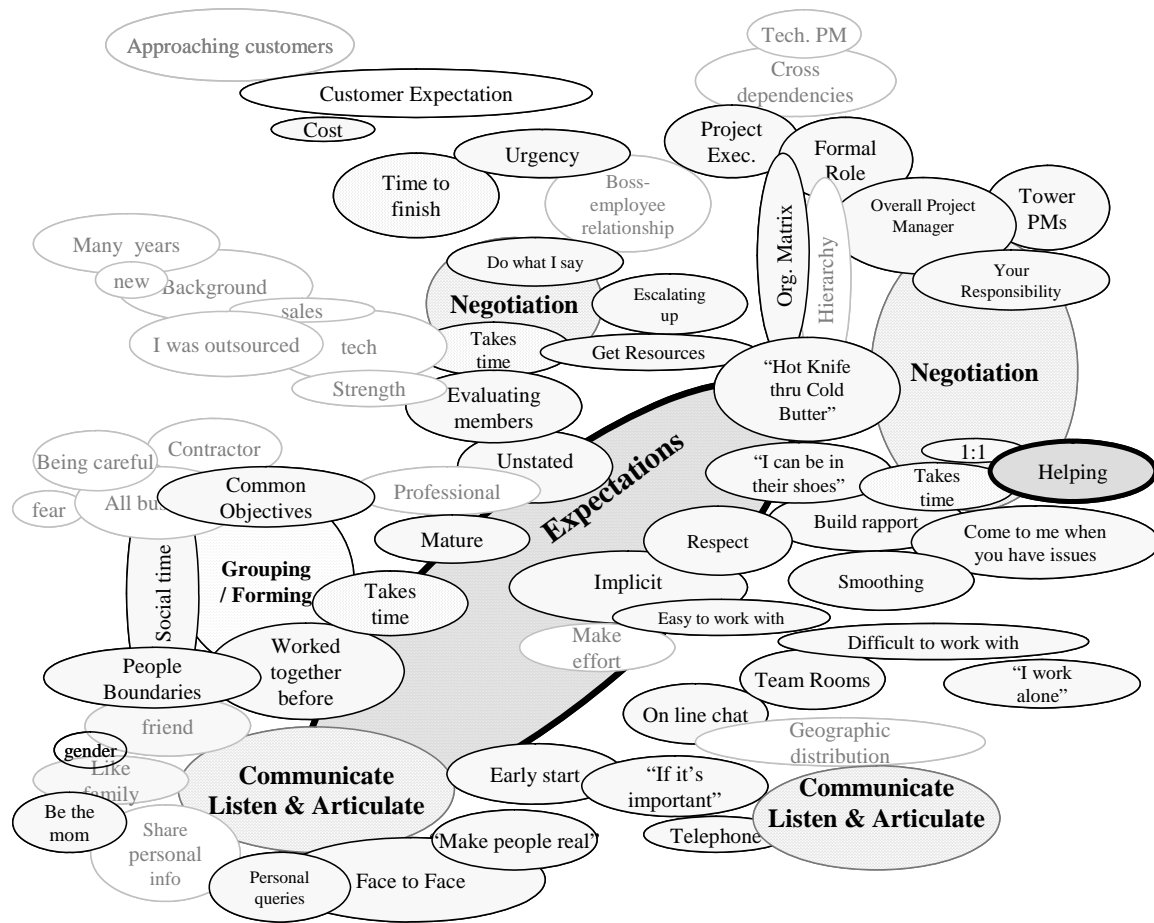 Approaching customers
Tech. PM
Cross
dependencies
Customer Expectation
Cost
Project
Exec.
Formal
Role
Urgency
Time to
finish
Boss-
employee
relationship
Org. Matrix
Hierarchy
Overall Project
Manager
Tower
PMs
Many  years
new
Background
sales
I was outsourced
tech
Strength
Do what I say
Negotiation
Escalating
up
Your
Responsibility
Takes
time
Get Resources
"Hot Knife
thru Cold
Butter"
Negotiation
Evaluating
members
Unstated
Expectations
"I can be in
their shoes"
1:1
Helping
Takes
time
Contractor
Being careful
fear
All bus
Common
Objectives
Professional
Mature
Respect
Build rapport
Come to me when
you have issues
Social time
Grouping
/ Forming
Takes
time
Implicit
Smoothing
Easy to work with
Worked
together
before
Make
effort
Difficult to work with
People
Boundaries
Team Rooms
"I work
alone"
friend
On line chat
Geographic
distribution
gender
Like
family
Communicate
Listen & Articulate
Early start
"If it's
important"
Communicate
Listen & Articulate
Be the
mom
Share
personal
info
"Make people real"
Telephone
Personal
queries
Face to Face